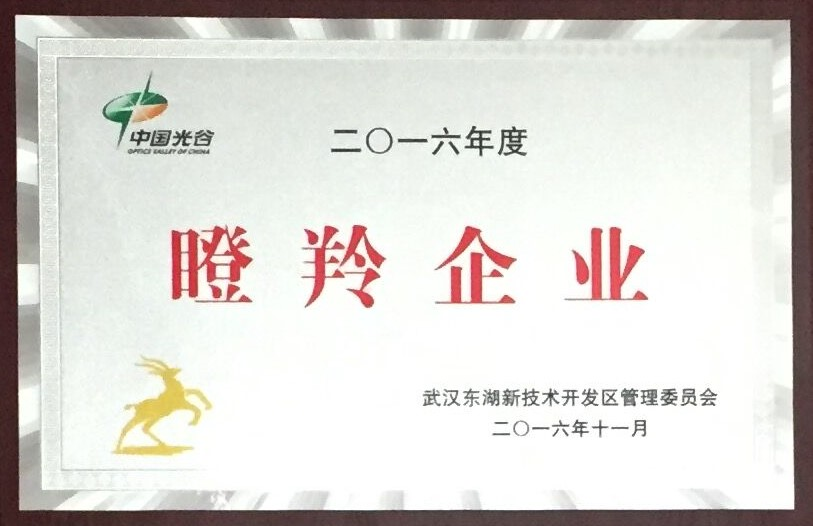 中国光谷
OPTICS VALLEY OF CHINA
二〇一六年度
瞪羚企业
武汉东湖新技术开发区管理委员会
二〇一六年十一月